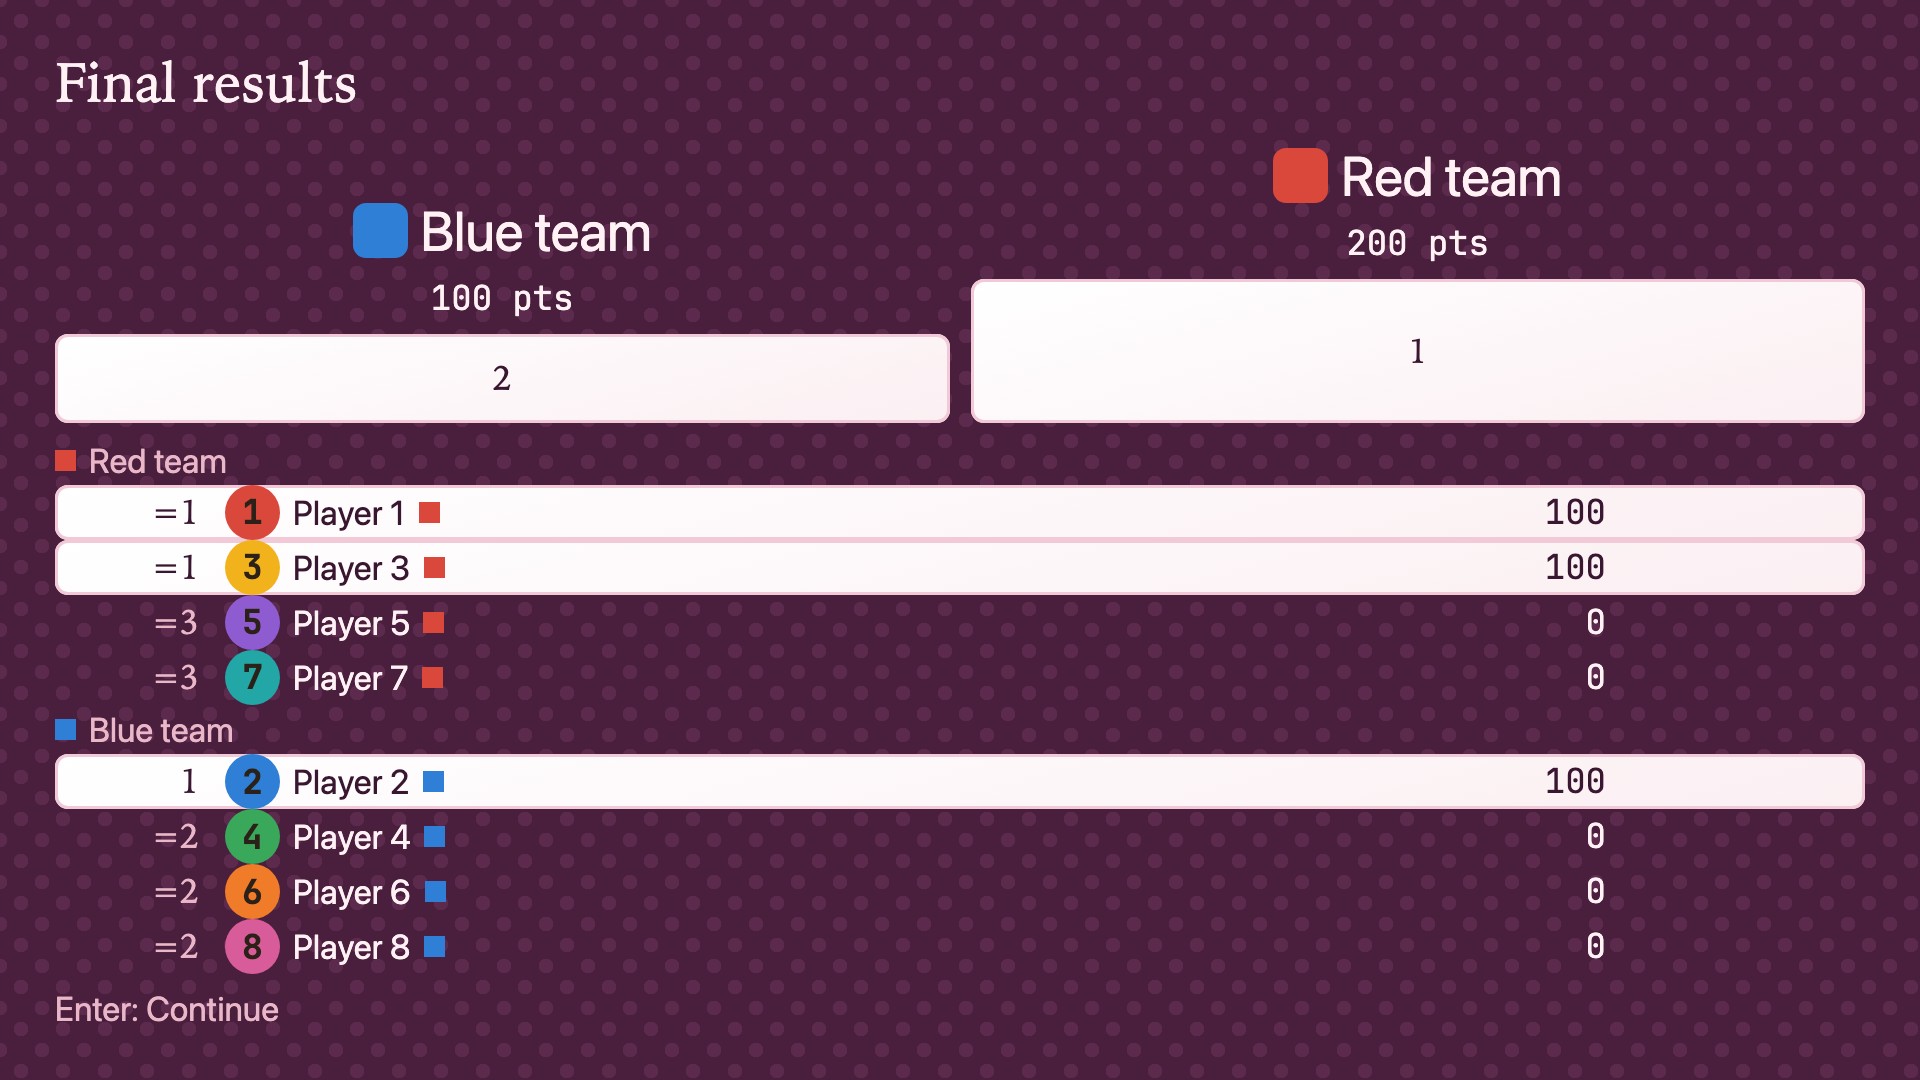 Final results
Blue team
100 pts
2
Red team
200 pts
1
Red team
=1 1 Player 1 100
=1 3 Player 3 100
=3 5 Player 5 0
=3 7 Player 7 0
Blue team
1 2 Player 2 100
=2 4 Player 4 0
=2 6 Player 6 0
=2 8 Player 8 0
Enter: Continue